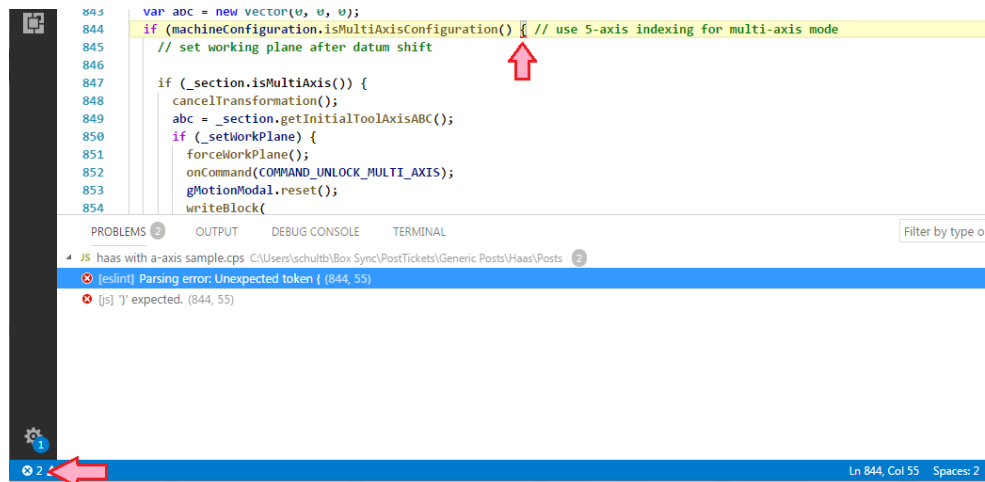 843 var abc = new Vector(0, 0, 0);
844 if (machineConfiguration.isMultiAxisConfiguration() { // use 5-axis indexing for multi-axis mode
845 // set working plane after datum shift
846
847 if (_section.isMultiAxis()) {
848 cancelTransformation();
849 abc = _section.getInitialToolAxisABC();
850 if (_setWorkPlane) {
851 forceWorkPlane();
852 onCommand(COMMAND_UNLOCK_MULTI_AXIS);
853 gMotionModal.reset();
854 writeBlock(
PROBLEMS 2 OUTPUT DEBUG CONSOLE TERMINAL Filter by type o
JS haas with a-axis sample.cps C:\Users\schultb\Box Sync\PostTickets\Generic Posts\Haas\Posts 2
[eslint] Parsing error: Unexpected token { (844, 55)
[js] ')' expected. (844, 55)
1
2 Ln 844, Col 55 Spaces: 2